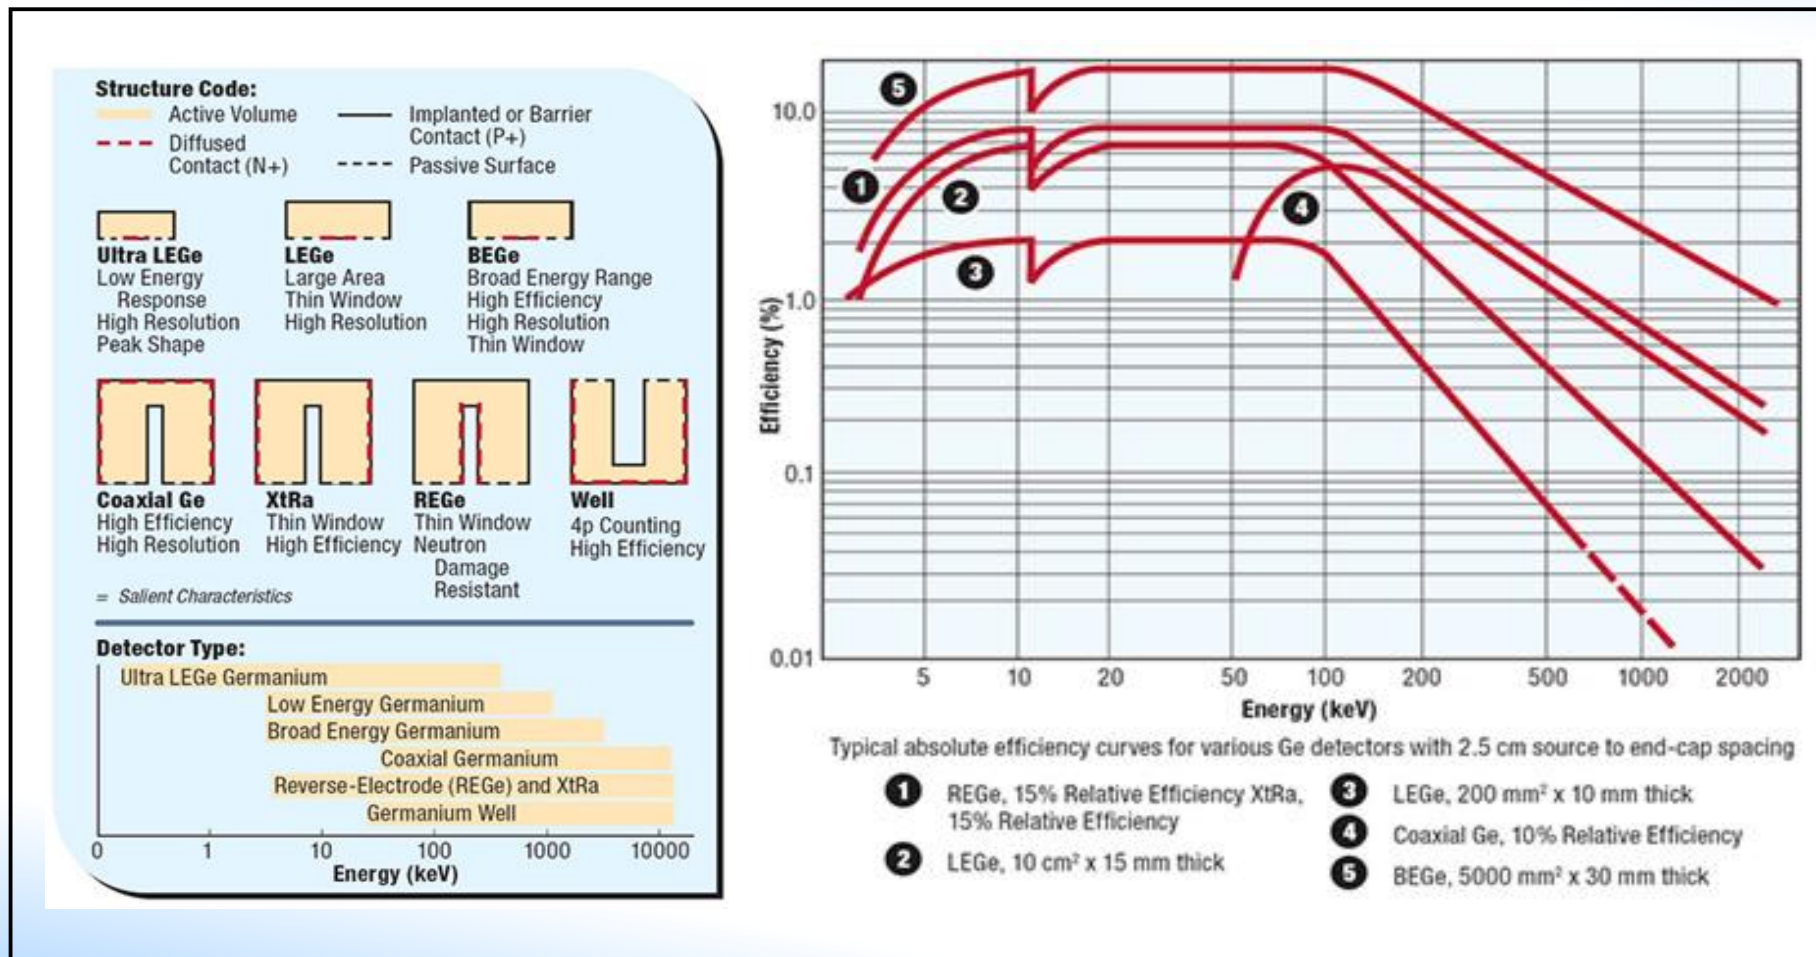 Structure Code:
Active Volume
Diffused
Contact (N+)
Implanted or Barrier
Contact (P+)
Passive Surface
Ultra LEGe
Low Energy
Response
High Resolution
Peak Shape
LEGe
Large Area
Thin Window
High Resolution
BEGe
Broad Energy Range
High Efficiency
High Resolution
Thin Window
Coaxial Ge
High Efficiency
High Resolution
XtRa
Thin Window
High Efficiency
REGe
Thin Window
Neutron
Damage
Resistant
Well
4p Counting
High Efficiency
= Salient Characteristics
Detector Type:
Ultra LEGe Germanium
Low Energy Germanium
Broad Energy Germanium
Coaxial Germanium
Reverse-Electrode (REGe) and XtRa
Germanium Well
0 1 10 100 1000 10000
Energy (keV)
Efficiency (%)
10.0
1.0
0.1
0.01
5
1
2
4
3
5 10 20 50 100 200 500 1000 2000
Energy (keV)
Typical absolute efficiency curves for various Ge detectors with 2.5 cm source to end-cap spacing
1 REGe, 15% Relative Efficiency XtRa,
15% Relative Efficiency
2 LEGe, 10 cm² x 15 mm thick
3 LEGe, 200 mm² x 10 mm thick
4 Coaxial Ge, 10% Relative Efficiency
5 BEGe, 5000 mm² x 30 mm thick